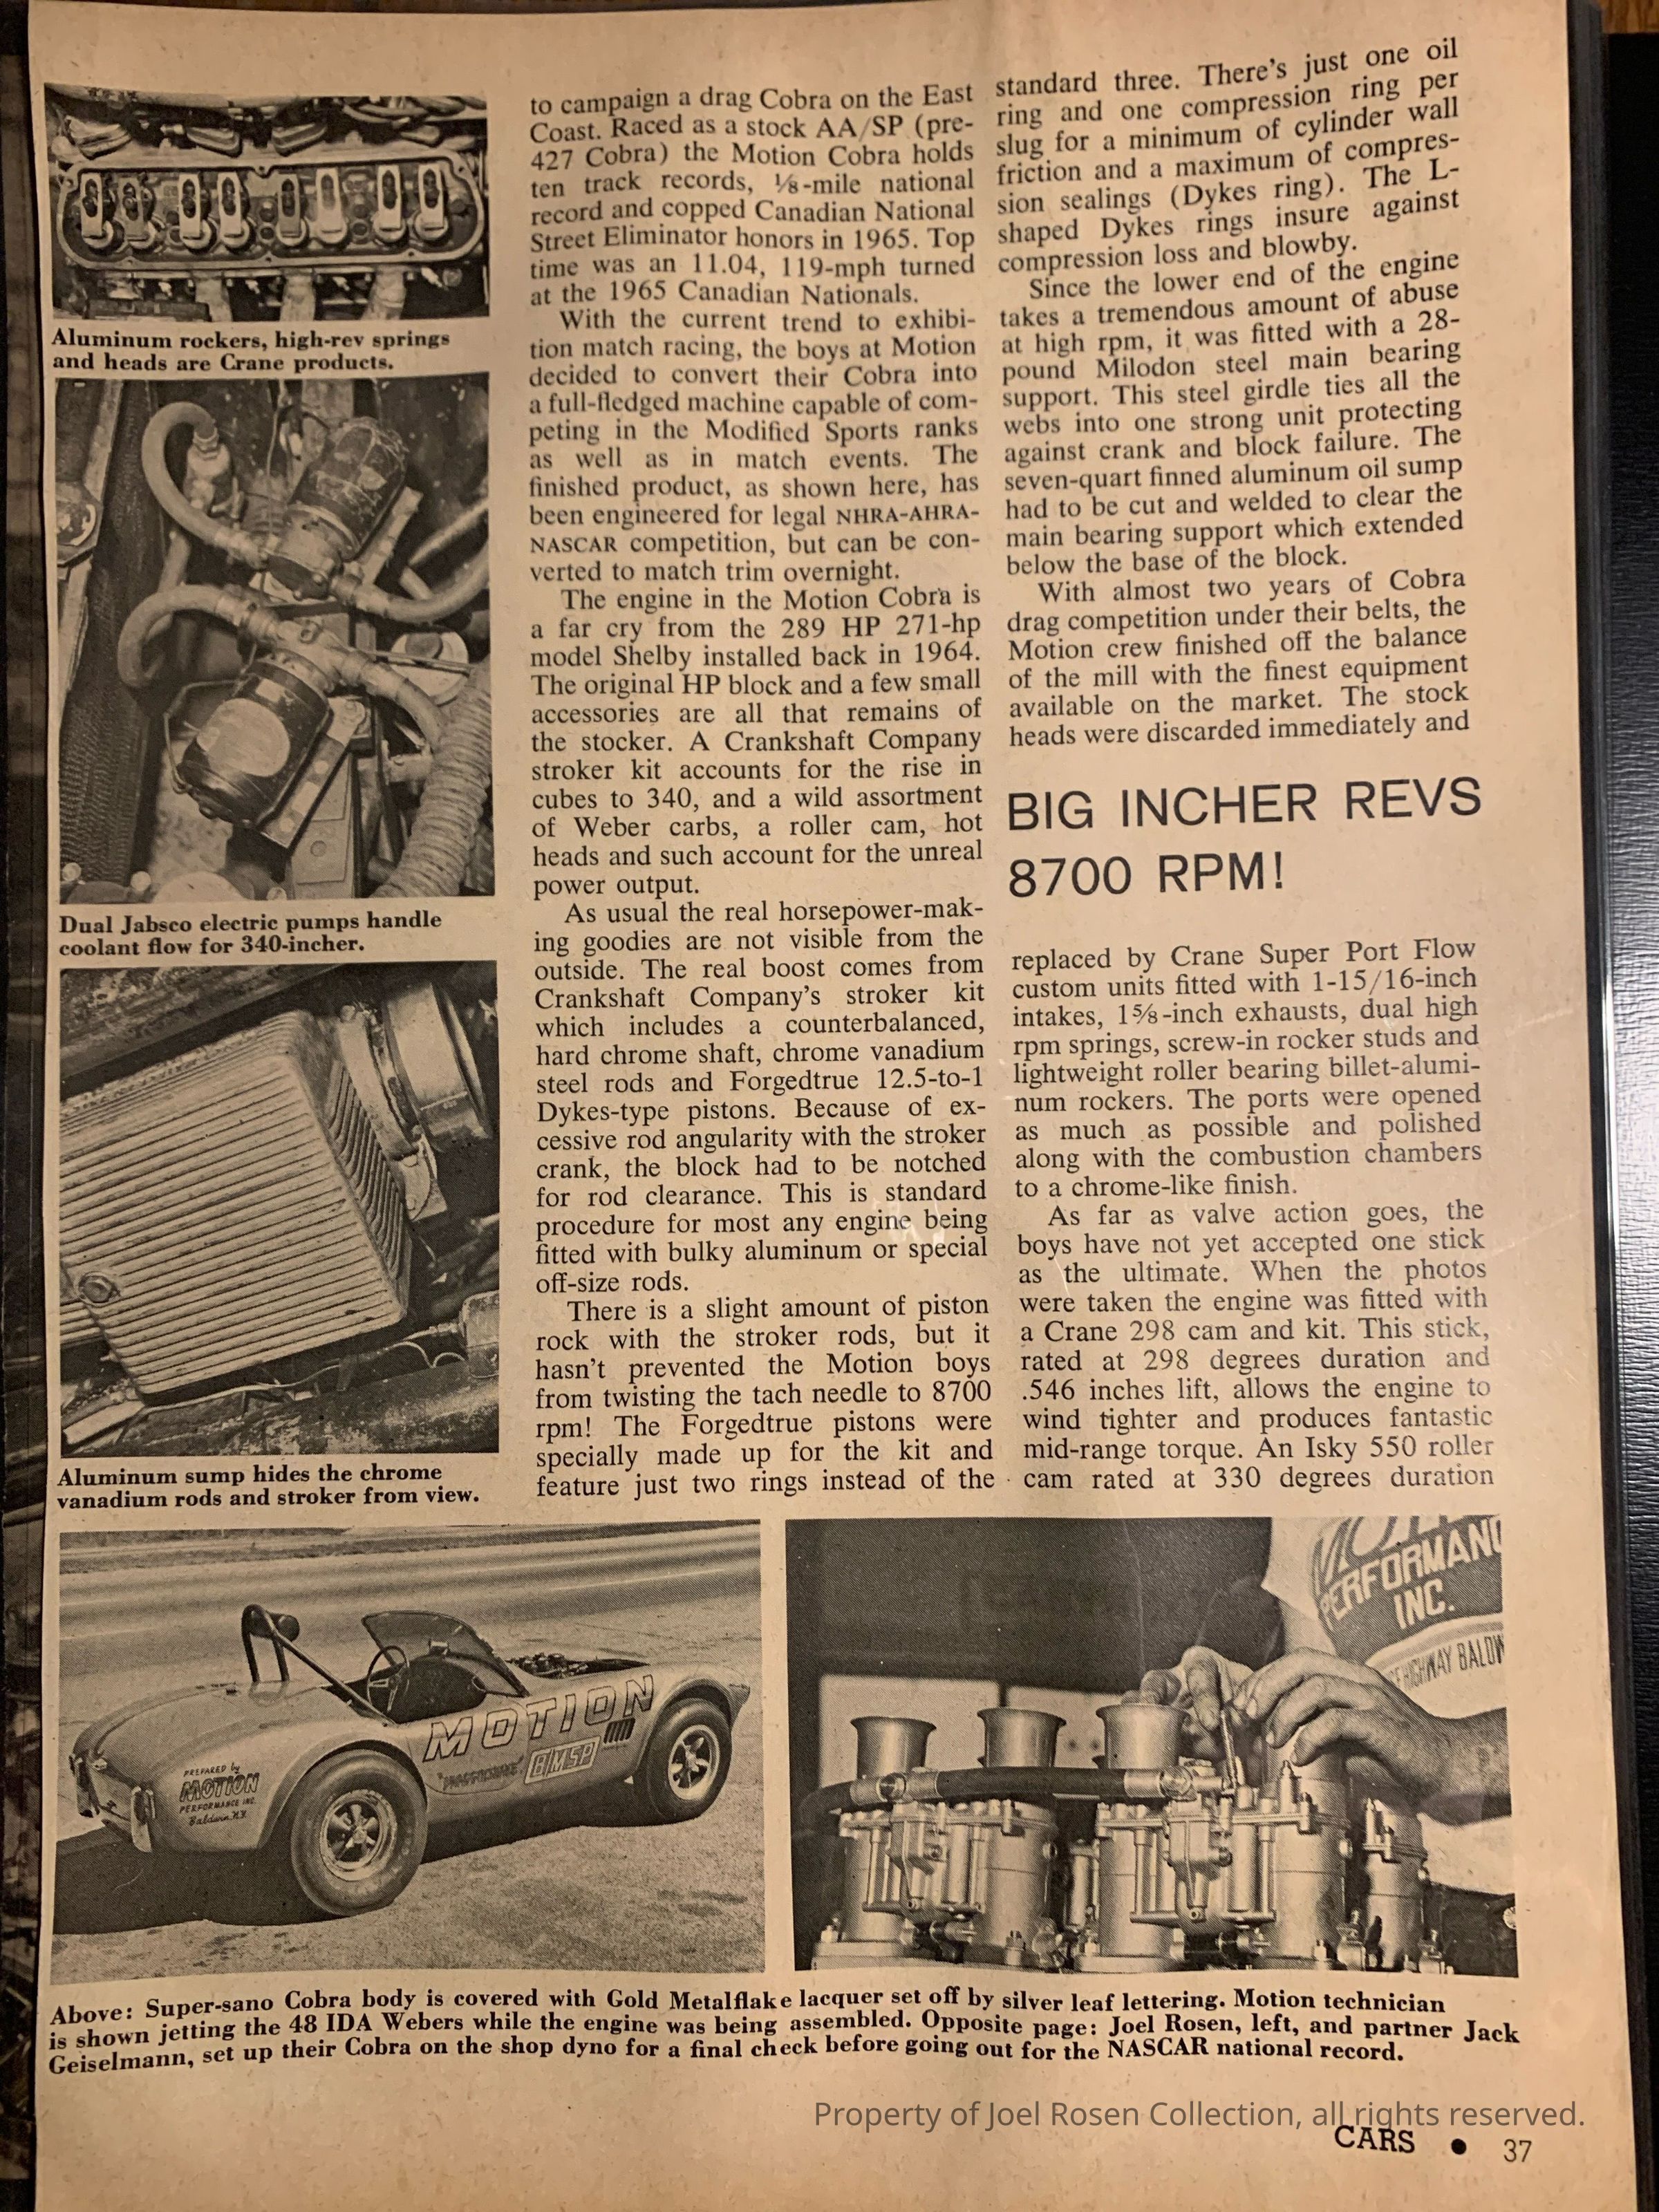 Aluminum rockers, high-rev springs
and heads are Crane products.
Dual Jabsco electric pumps handle
coolant flow for 340-incher.
Aluminum sump hides the chrome
vanadium rods and stroker from view.
to campaign a drag Cobra on the East
Coast. Raced as a stock AA/SP (pre-
427 Cobra) the Motion Cobra holds
ten track records, ⅛-mile national
record and copped Canadian National
Street Eliminator honors in 1965. Top
time was an 11.04, 119-mph turned
at the 1965 Canadian Nationals.
With the current trend to exhibi-
tion match racing, the boys at Motion
decided to convert their Cobra into
a full-fledged machine capable of com-
peting in the Modified Sports ranks
as well as in match events. The
finished product, as shown here, has
been engineered for legal NHRA-AHRA-
NASCAR competition, but can be con-
verted to match trim overnight.
The engine in the Motion Cobra is
a far cry from the 289 HP 271-hp
model Shelby installed back in 1964.
The original HP block and a few small
accessories are all that remains of
the stocker. A Crankshaft Company
stroker kit accounts for the rise in
cubes to 340, and a wild assortment
of Weber carbs, a roller cam, hot
heads and such account for the unreal
power output.
As usual the real horsepower-mak-
ing goodies are not visible from the
outside. The real boost comes from
Crankshaft Company's stroker kit
which includes a counterbalanced,
hard chrome shaft, chrome vanadium
steel rods and Forgedtrue 12.5-to-1
Dykes-type pistons. Because of ex-
cessive rod angularity with the stroker
crank, the block had to be notched
for rod clearance. This is standard
procedure for most any engine being
fitted with bulky aluminum or special
off-size rods.
There is a slight amount of piston
rock with the stroker rods, but it
hasn't prevented the Motion boys
from twisting the tach needle to 8700
rpm! The Forgedtrue pistons were
specially made up for the kit and
feature just two rings instead of the
standard three. There's just one oil
ring and one compression ring per
slug for a minimum of cylinder wall
friction and a maximum of compres-
sion sealings (Dykes ring). The L-
shaped Dykes rings insure against
compression loss and blowby.
Since the lower end of the engine
takes a tremendous amount of abuse
at high rpm, it was fitted with a 28-
pound Milodon steel main bearing
support. This steel girdle ties all the
webs into one strong unit protecting
against crank and block failure. The
seven-quart finned aluminum oil sump
had to be cut and welded to clear the
main bearing support which extended
below the base of the block.
With almost two years of Cobra
drag competition under their belts, the
Motion crew finished off the balance
of the mill with the finest equipment
available on the market. The stock
heads were discarded immediately and
BIG INCHER REVS
8700 RPM!
replaced by Crane Super Port Flow
custom units fitted with 1-15/16-inch
intakes, 1⅝-inch exhausts, dual high
rpm springs, screw-in rocker studs and
lightweight roller bearing billet-alumi-
num rockers. The ports were opened
as much as possible and polished
along with the combustion chambers
to a chrome-like finish.
As far as valve action goes, the
boys have not yet accepted one stick
as the ultimate. When the photos
were taken the engine was fitted with
a Crane 298 cam and kit. This stick,
rated at 298 degrees duration and
.546 inches lift, allows the engine to
wind tighter and produces fantastic
mid-range torque. An Isky 550 roller
cam rated at 330 degrees duration
PREPARED by
MOTION
PERFORMANCE INC.
Baldwin, N.Y.
MOTION
B/MSP
PERFORMANC
INC.
HIGHWAY BALDW
Above: Super-sano Cobra body is covered with Gold Metalflake lacquer set off by silver leaf lettering. Motion technician
is shown jetting the 48 IDA Webers while the engine was being assembled. Opposite page: Joel Rosen, left, and partner Jack
Geiselmann, set up their Cobra on the shop dyno for a final check before going out for the NASCAR national record.
Property of Joel Rosen Collection, all rights reserved.
CARS • 37